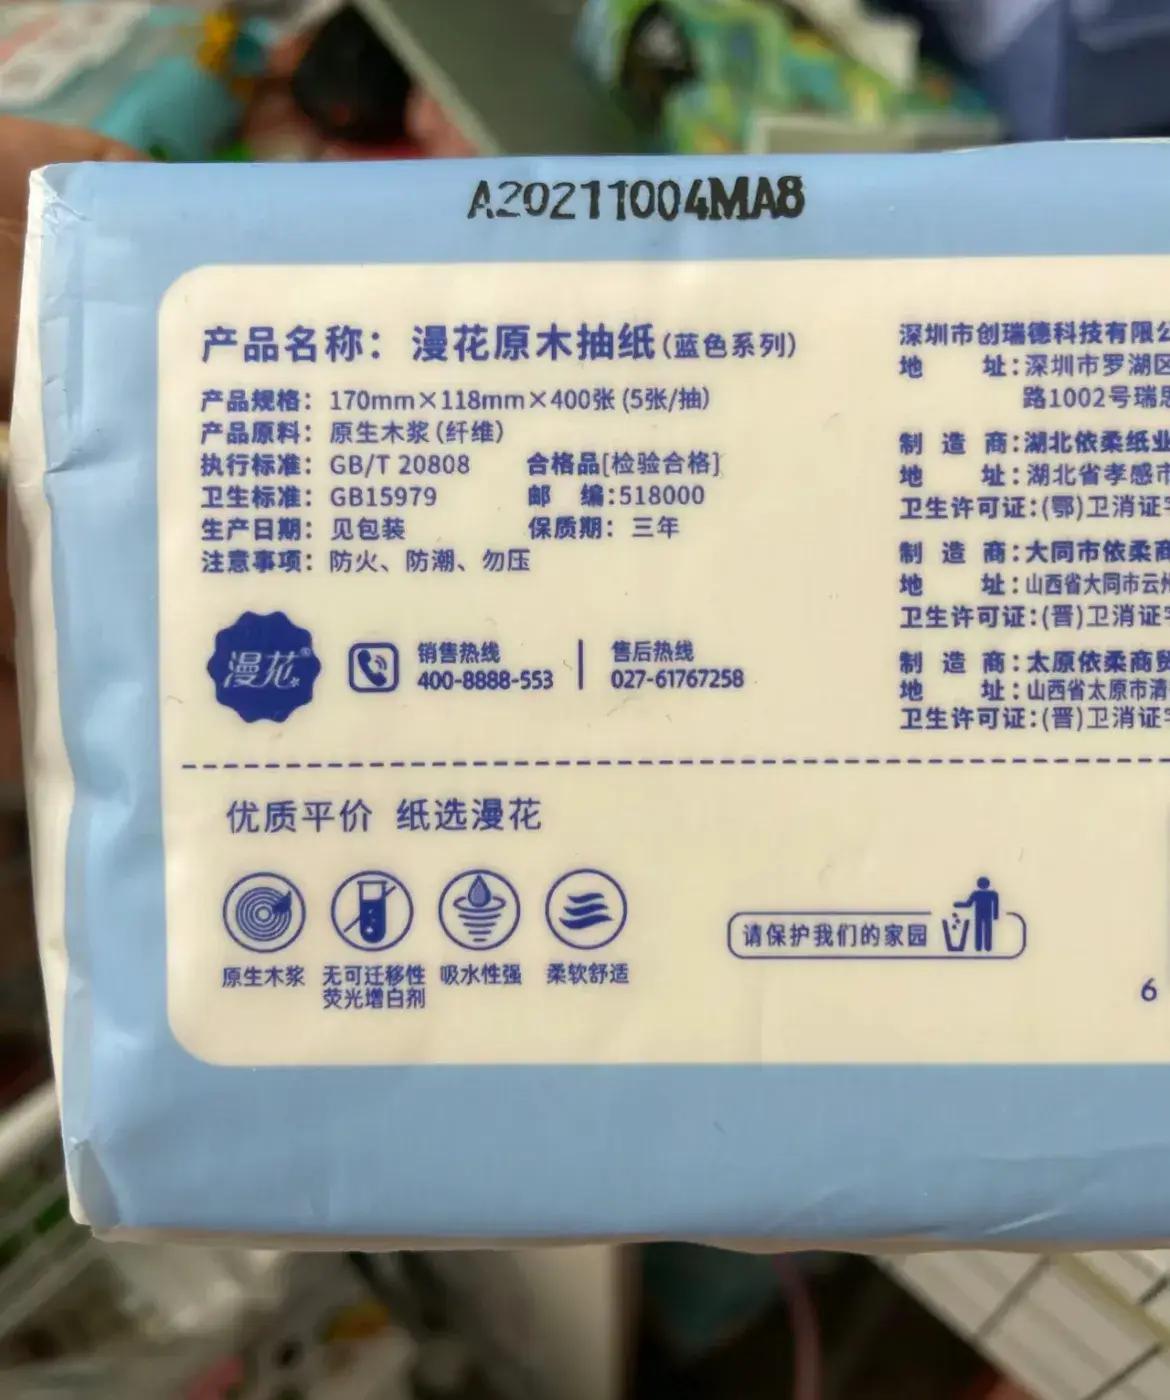 A20211004MA8
产品名称：漫花原木抽纸(蓝色系列)
产品规格：170mm×118mm×400张 (5张/抽)
产品原料：原生木浆(纤维)
执行标准：GB/T 20808 合格品[检验合格]
卫生标准：GB15979 邮 编:518000
生产日期：见包装 保质期：三年
注意事项：防火、防潮、勿压
漫花®
销售热线
400-8888-553
售后热线
027-61767258
深圳市创瑞德科技有限公
地 址:深圳市罗湖区
路1002号瑞思
制 造 商:湖北依柔纸业
地 址:湖北省孝感市
卫生许可证:(鄂)卫消证字
制 造 商:大同市依柔商
地 址:山西省大同市云州
卫生许可证:(晋)卫消证字
制 造 商:太原依柔商贸
地 址:山西省太原市清
卫生许可证:(晋)卫消证字
优质平价 纸选漫花
原生木浆
无可迁移性
荧光增白剂
吸水性强
柔软舒适
请保护我们的家园
6